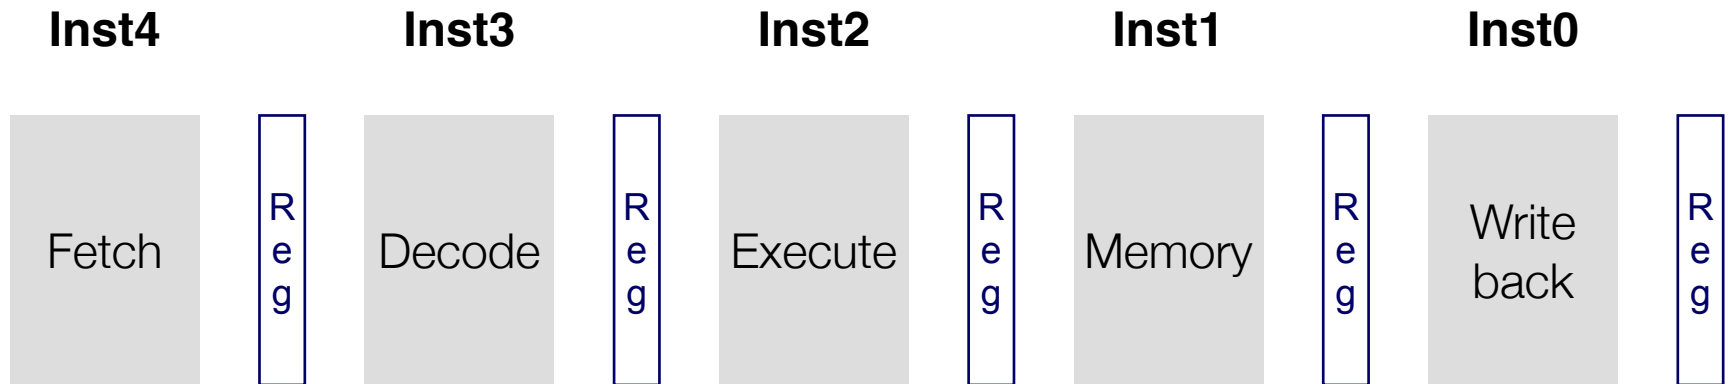 Inst4 Inst3 Inst2 Inst1 Inst0
Fetch
R
e
g
Decode
R
e
g
Execute
R
e
g
Memory
R
e
g
Write
back
R
e
g